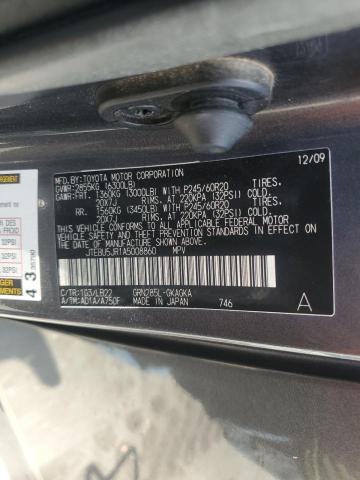 12/09
MFD.BY:TOYOTA MOTOR CORPORATION
GVWR:2855KG (6300LB)
GAWR:FRT. 1360KG (3000LB) WITH P245/60R20 TIRES.
20X7J RIMS. AT 220KPA (32PSI) COLD.
RR. 1560KG (3450LB) WITH P245/60R20 TIRES.
20X7J RIMS. AT 220KPA (32PSI) COLD.
THIS VEHICLE CONFORMS TO ALL APPLICABLE FEDERAL MOTOR
VEHICLE SAFETY, BUMPER, AND THEFT PREVENTION
STANDARDS IN EFFECT ON THE DATE OF MANUFACTURE SHOWN ABOVE.
JTEBU5JR1A5008860 MPV
C/TR:1G3/LB22 GRN285L-GKAGKA
A/TM:AD1A/A750F MADE IN JAPAN 746
A